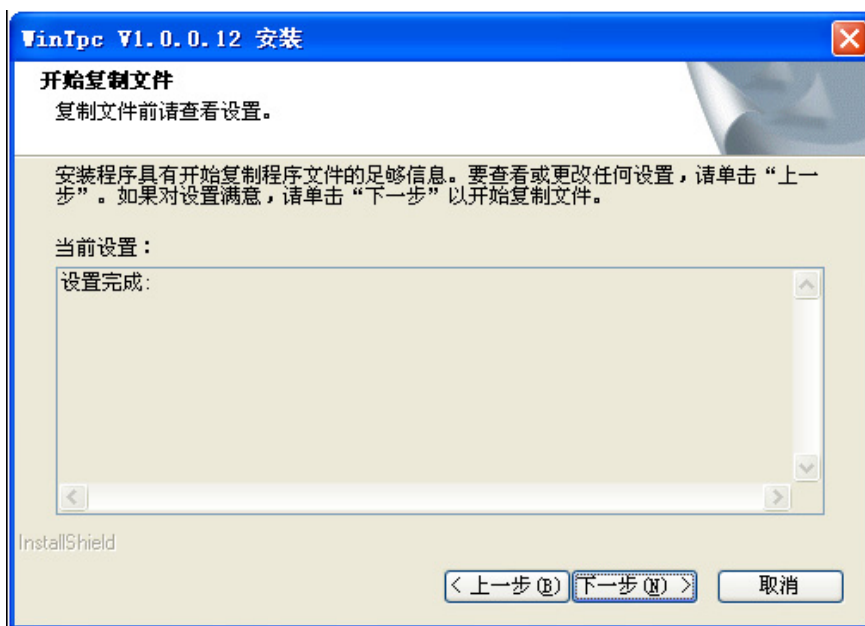 WinIpc V1.0.0.12 安装
开始复制文件
复制文件前请查看设置。
安装程序具有开始复制程序文件的足够信息。要查看或更改任何设置,请单击“上一
步”。如果对设置满意,请单击“下一步”以开始复制文件。
当前设置:
设置完成:
InstallShield
< 上一步(B) 下一步(N) > 取消